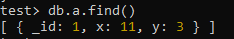 test> db.a.find()
[ { _id: 1, x: 11, y: 3 } ]